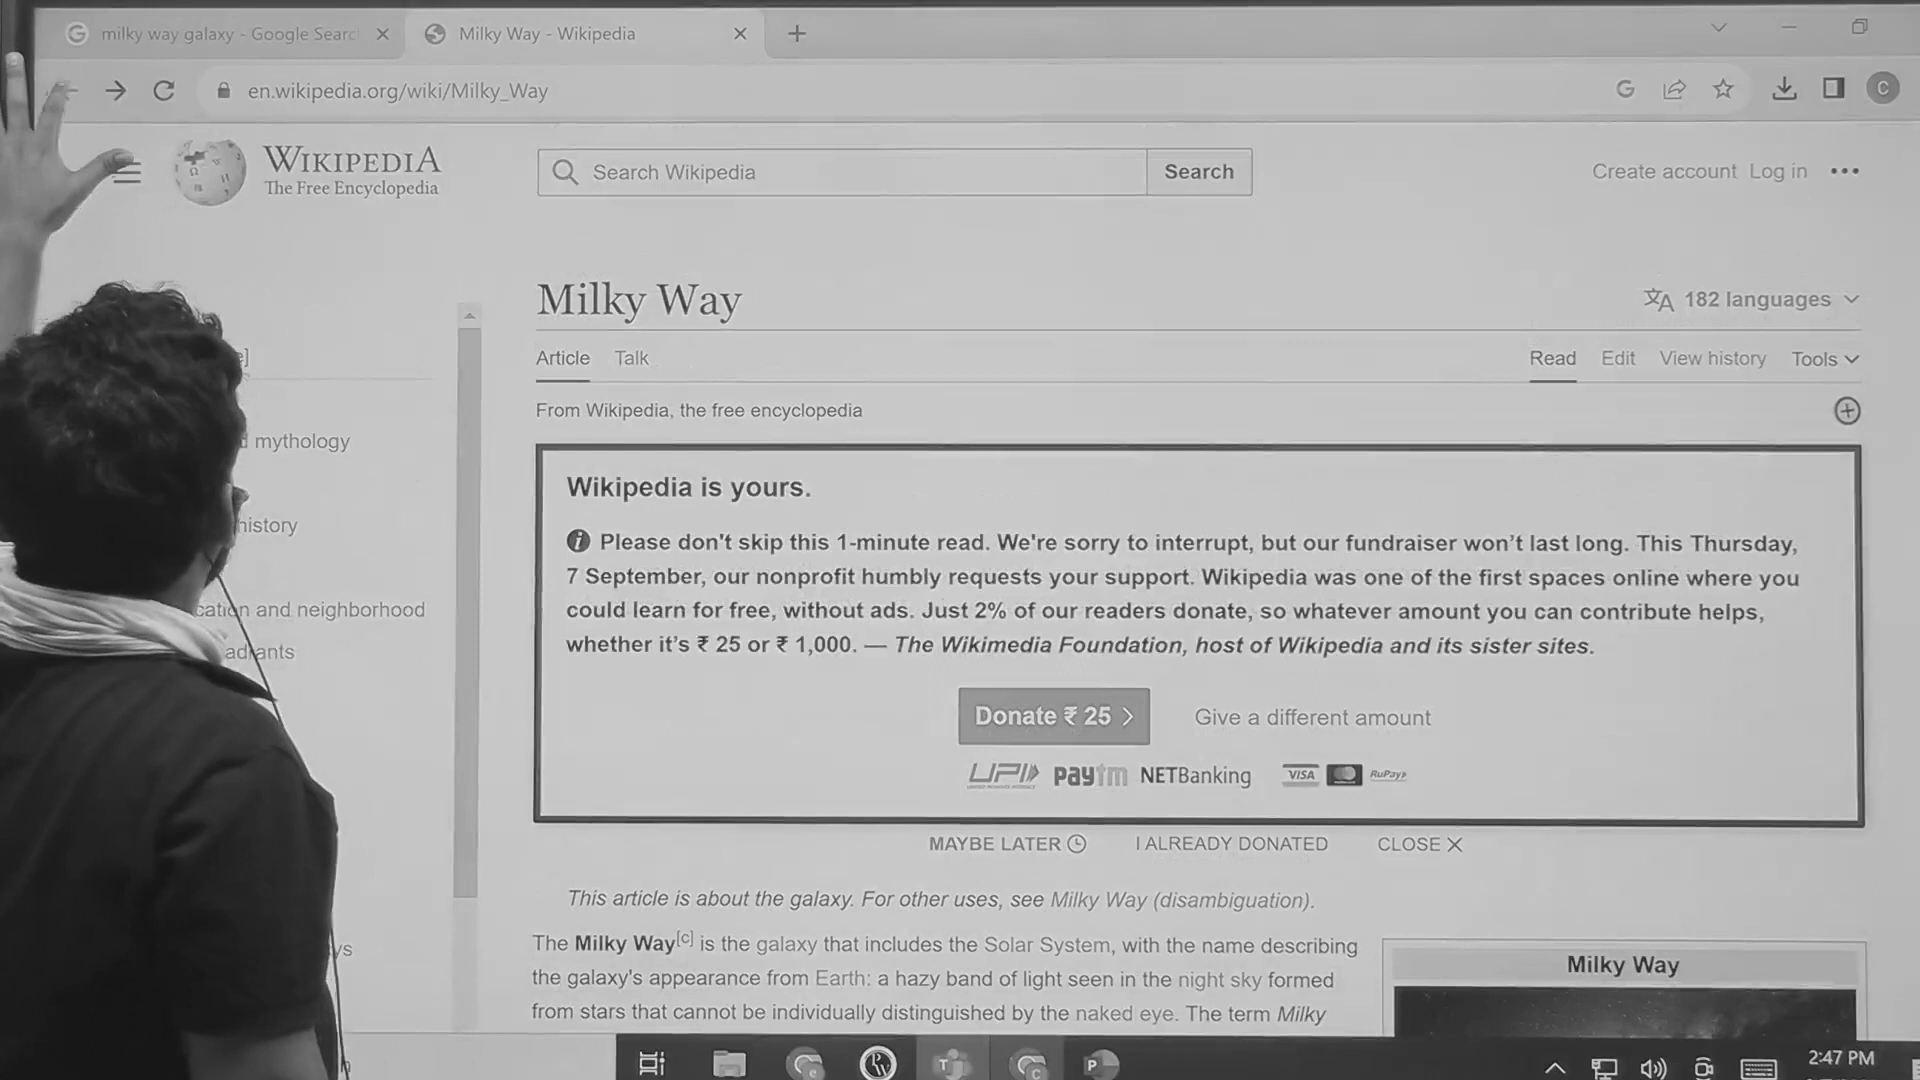 milky way galaxy - Google Searc
Milky Way - Wikipedia
en.wikipedia.org/wiki/Milky_Way
WIKIPEDIA
The Free Encyclopedia
Search Wikipedia
Search
Create account Log in
Milky Way
182 languages
Article Talk
Read Edit View history Tools
From Wikipedia, the free encyclopedia
mythology
history
cation and neighborhood
adiants
Wikipedia is yours.
Please don't skip this 1-minute read. We're sorry to interrupt, but our fundraiser won’t last long. This Thursday,
7 September, our nonprofit humbly requests your support. Wikipedia was one of the first spaces online where you
could learn for free, without ads. Just 2% of our readers donate, so whatever amount you can contribute helps,
whether it’s ₹ 25 or ₹ 1,000. — The Wikimedia Foundation, host of Wikipedia and its sister sites.
Donate ₹ 25
Give a different amount
UPI paytm NETBanking VISA RuPay
MAYBE LATER
I ALREADY DONATED
CLOSE
This article is about the galaxy. For other uses, see Milky Way (disambiguation).
The Milky Way[c] is the galaxy that includes the Solar System, with the name describing
the galaxy's appearance from Earth: a hazy band of light seen in the night sky formed
from stars that cannot be individually distinguished by the naked eye. The term Milky
Milky Way
2:47 PM